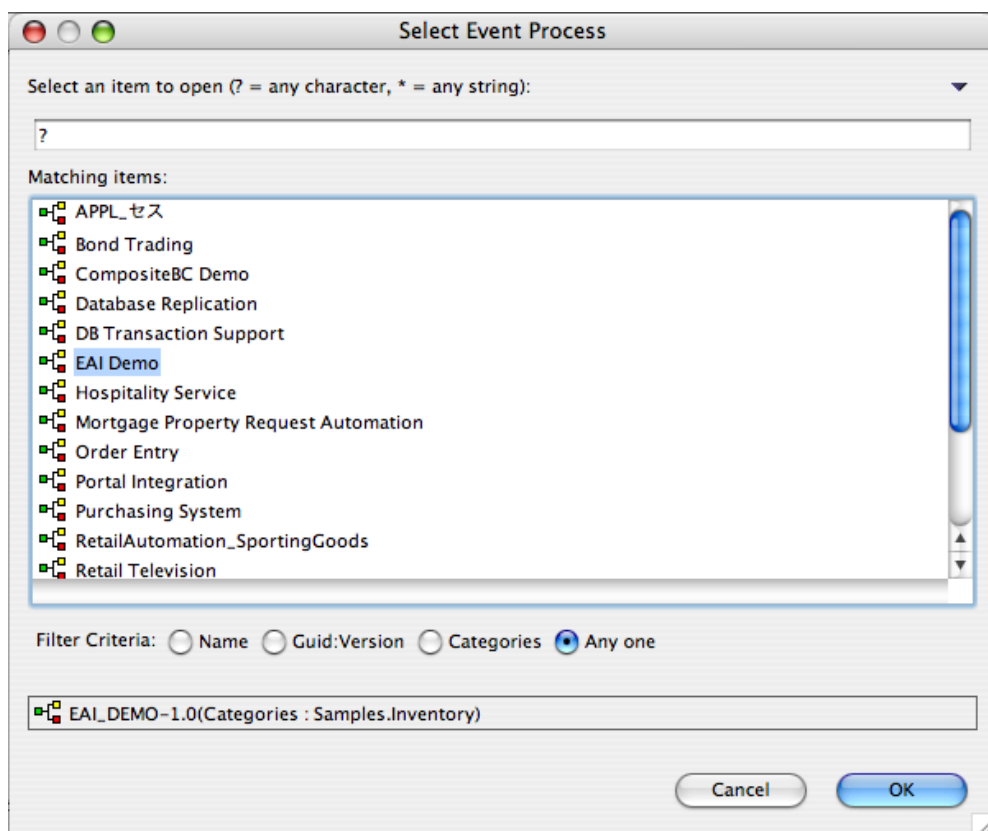 Select Event Process
Select an item to open (? = any character, * = any string):
?
Matching items:
APPL_セス
Bond Trading
CompositeBC Demo
Database Replication
DB Transaction Support
EAI Demo
Hospitality Service
Mortgage Property Request Automation
Order Entry
Portal Integration
Purchasing System
RetailAutomation_SportingGoods
Retail Television
Filter Criteria: Name Guid:Version Categories Any one
EAI_DEMO-1.0(Categories : Samples.Inventory)
Cancel OK